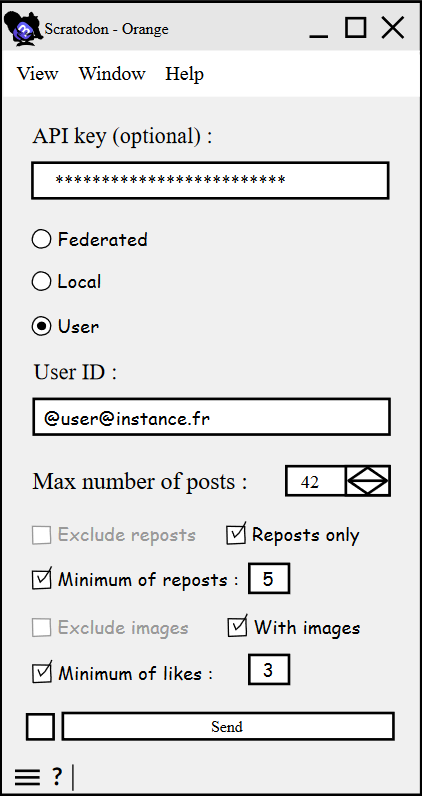 Scratodon - Orange
View Window Help
API key (optional) :
*************************
Federated
Local
User
User ID :
@user@instance.fr
Max number of posts : 42
Exclude reposts Reposts only
Minimum of reposts : 5
Exclude images With images
Minimum of likes : 3
Send
?